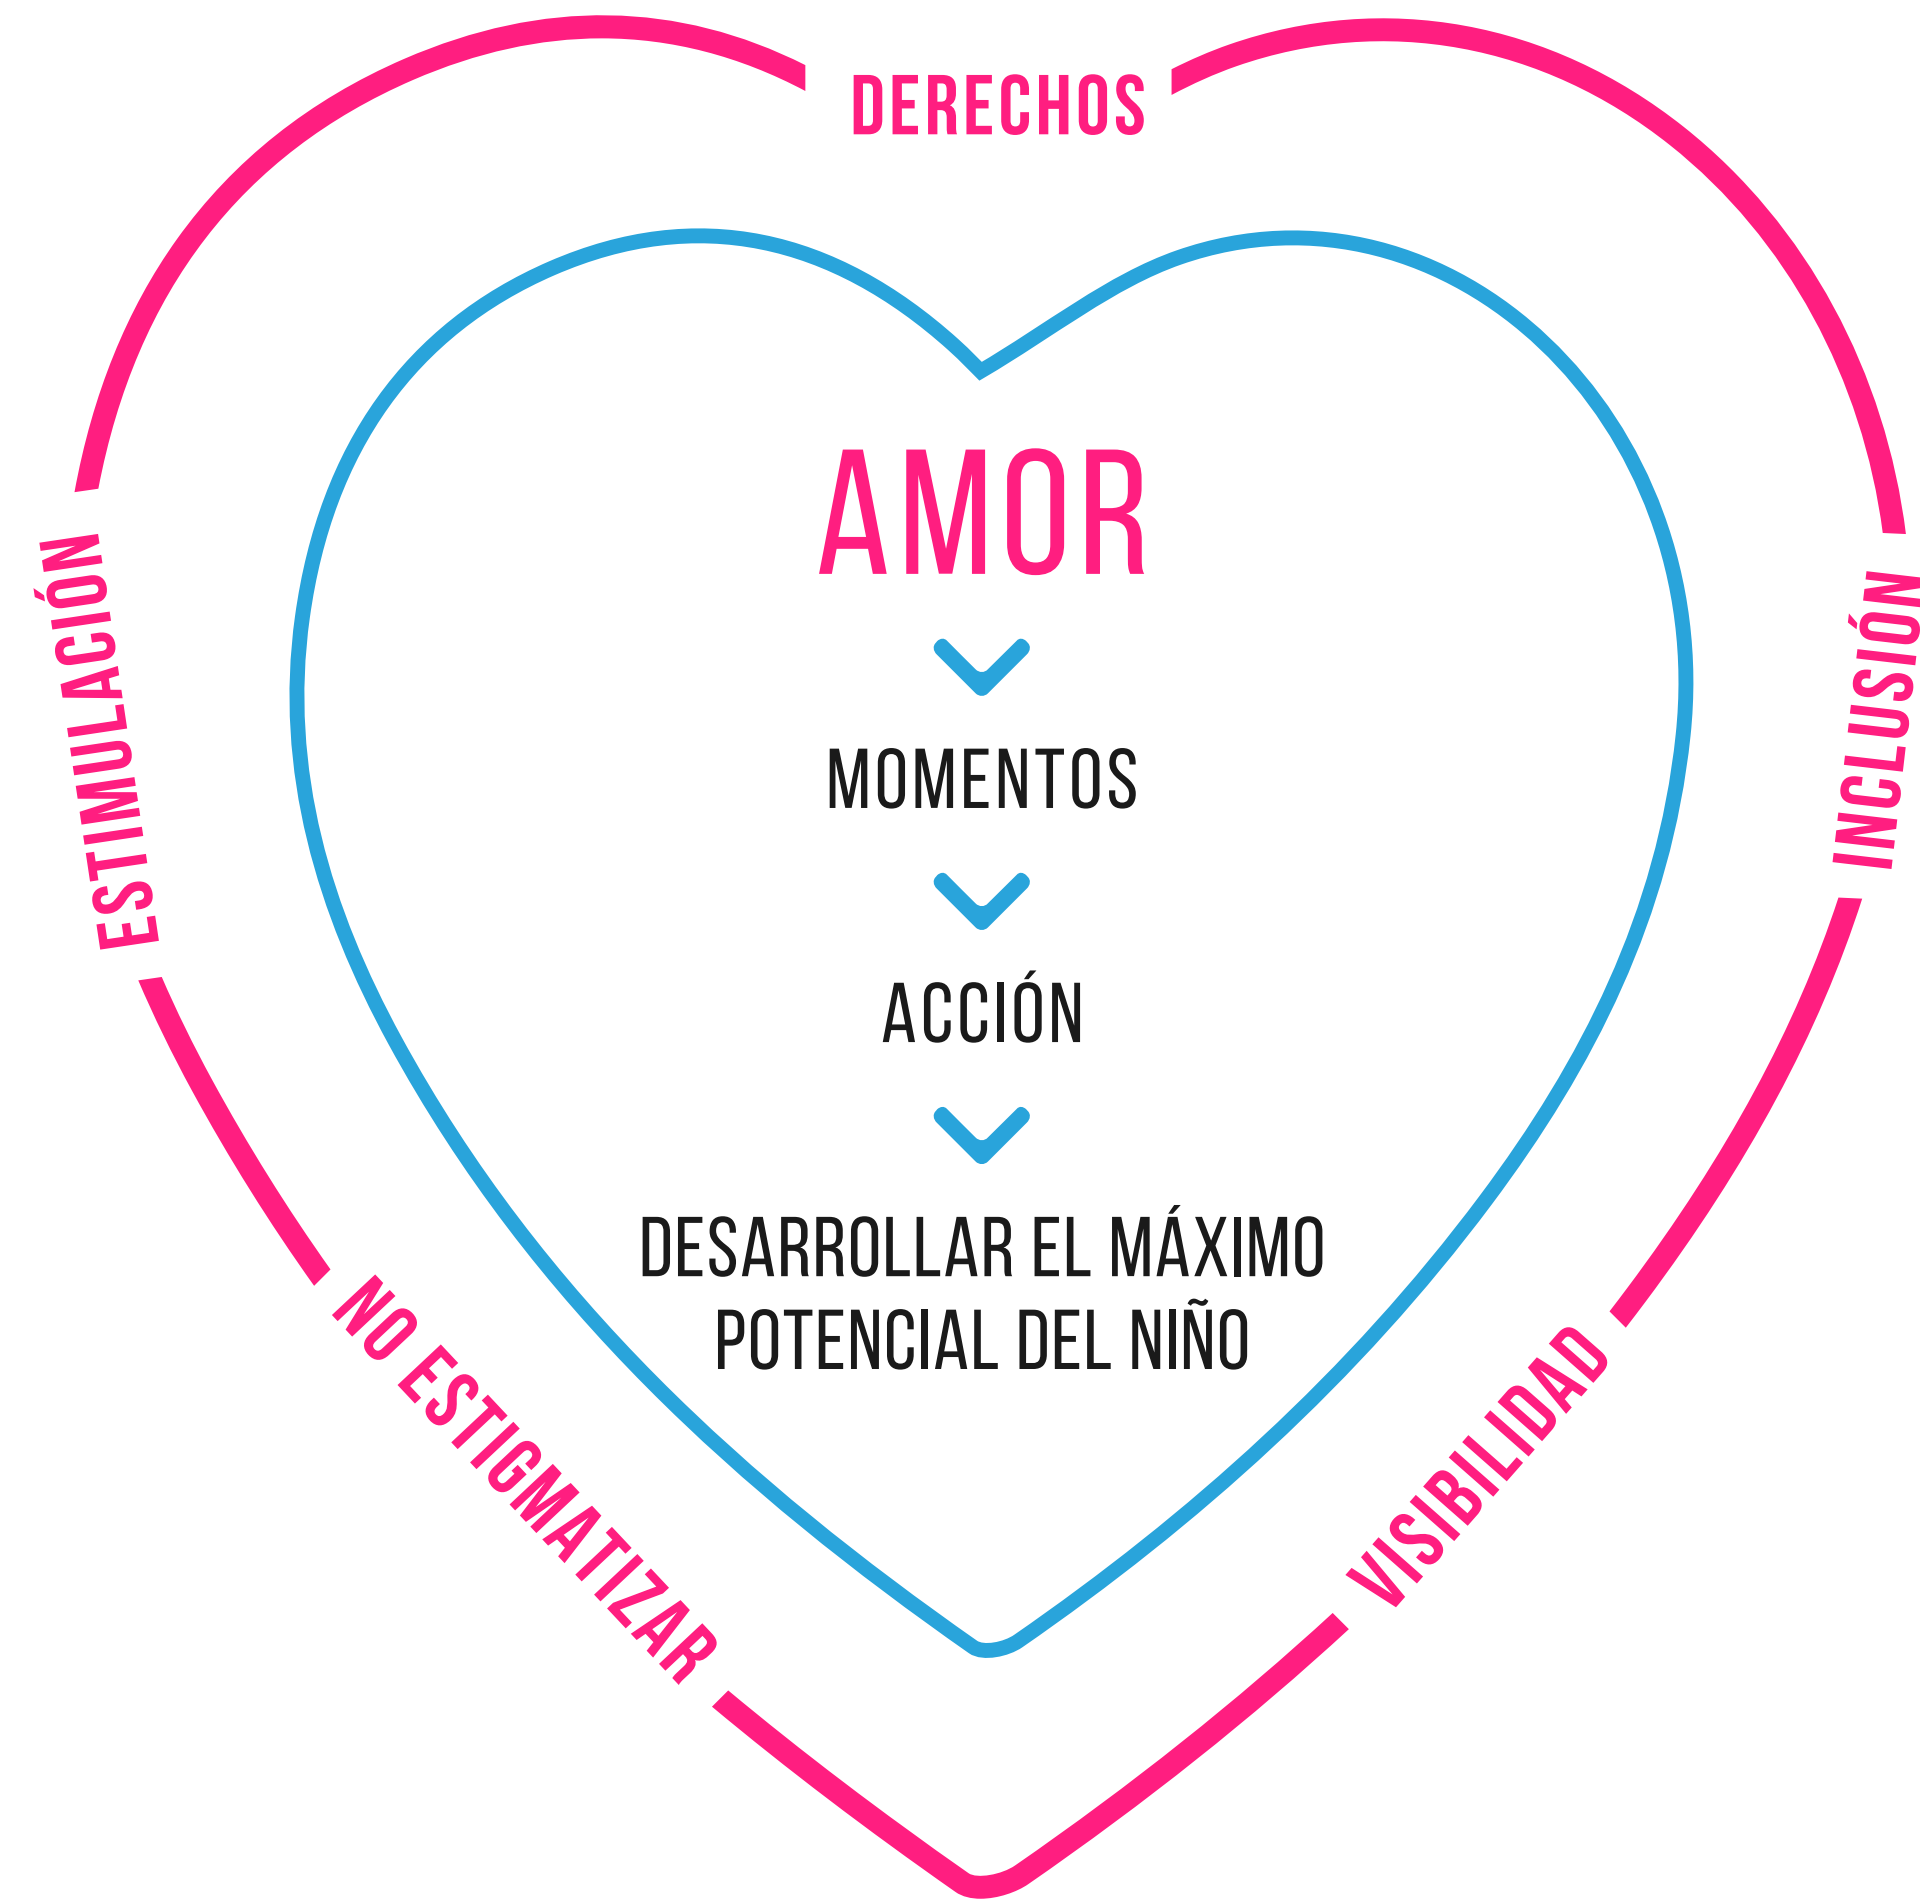 DERECHOS
ESTIMULACIÓN
INCLUSIÓN
AMOR
MOMENTOS
ACCIÓN
DESARROLLAR EL MÁXIMO
POTENCIAL DEL NIÑO
NO ESTIGMATIZAR
VISIBILIDAD